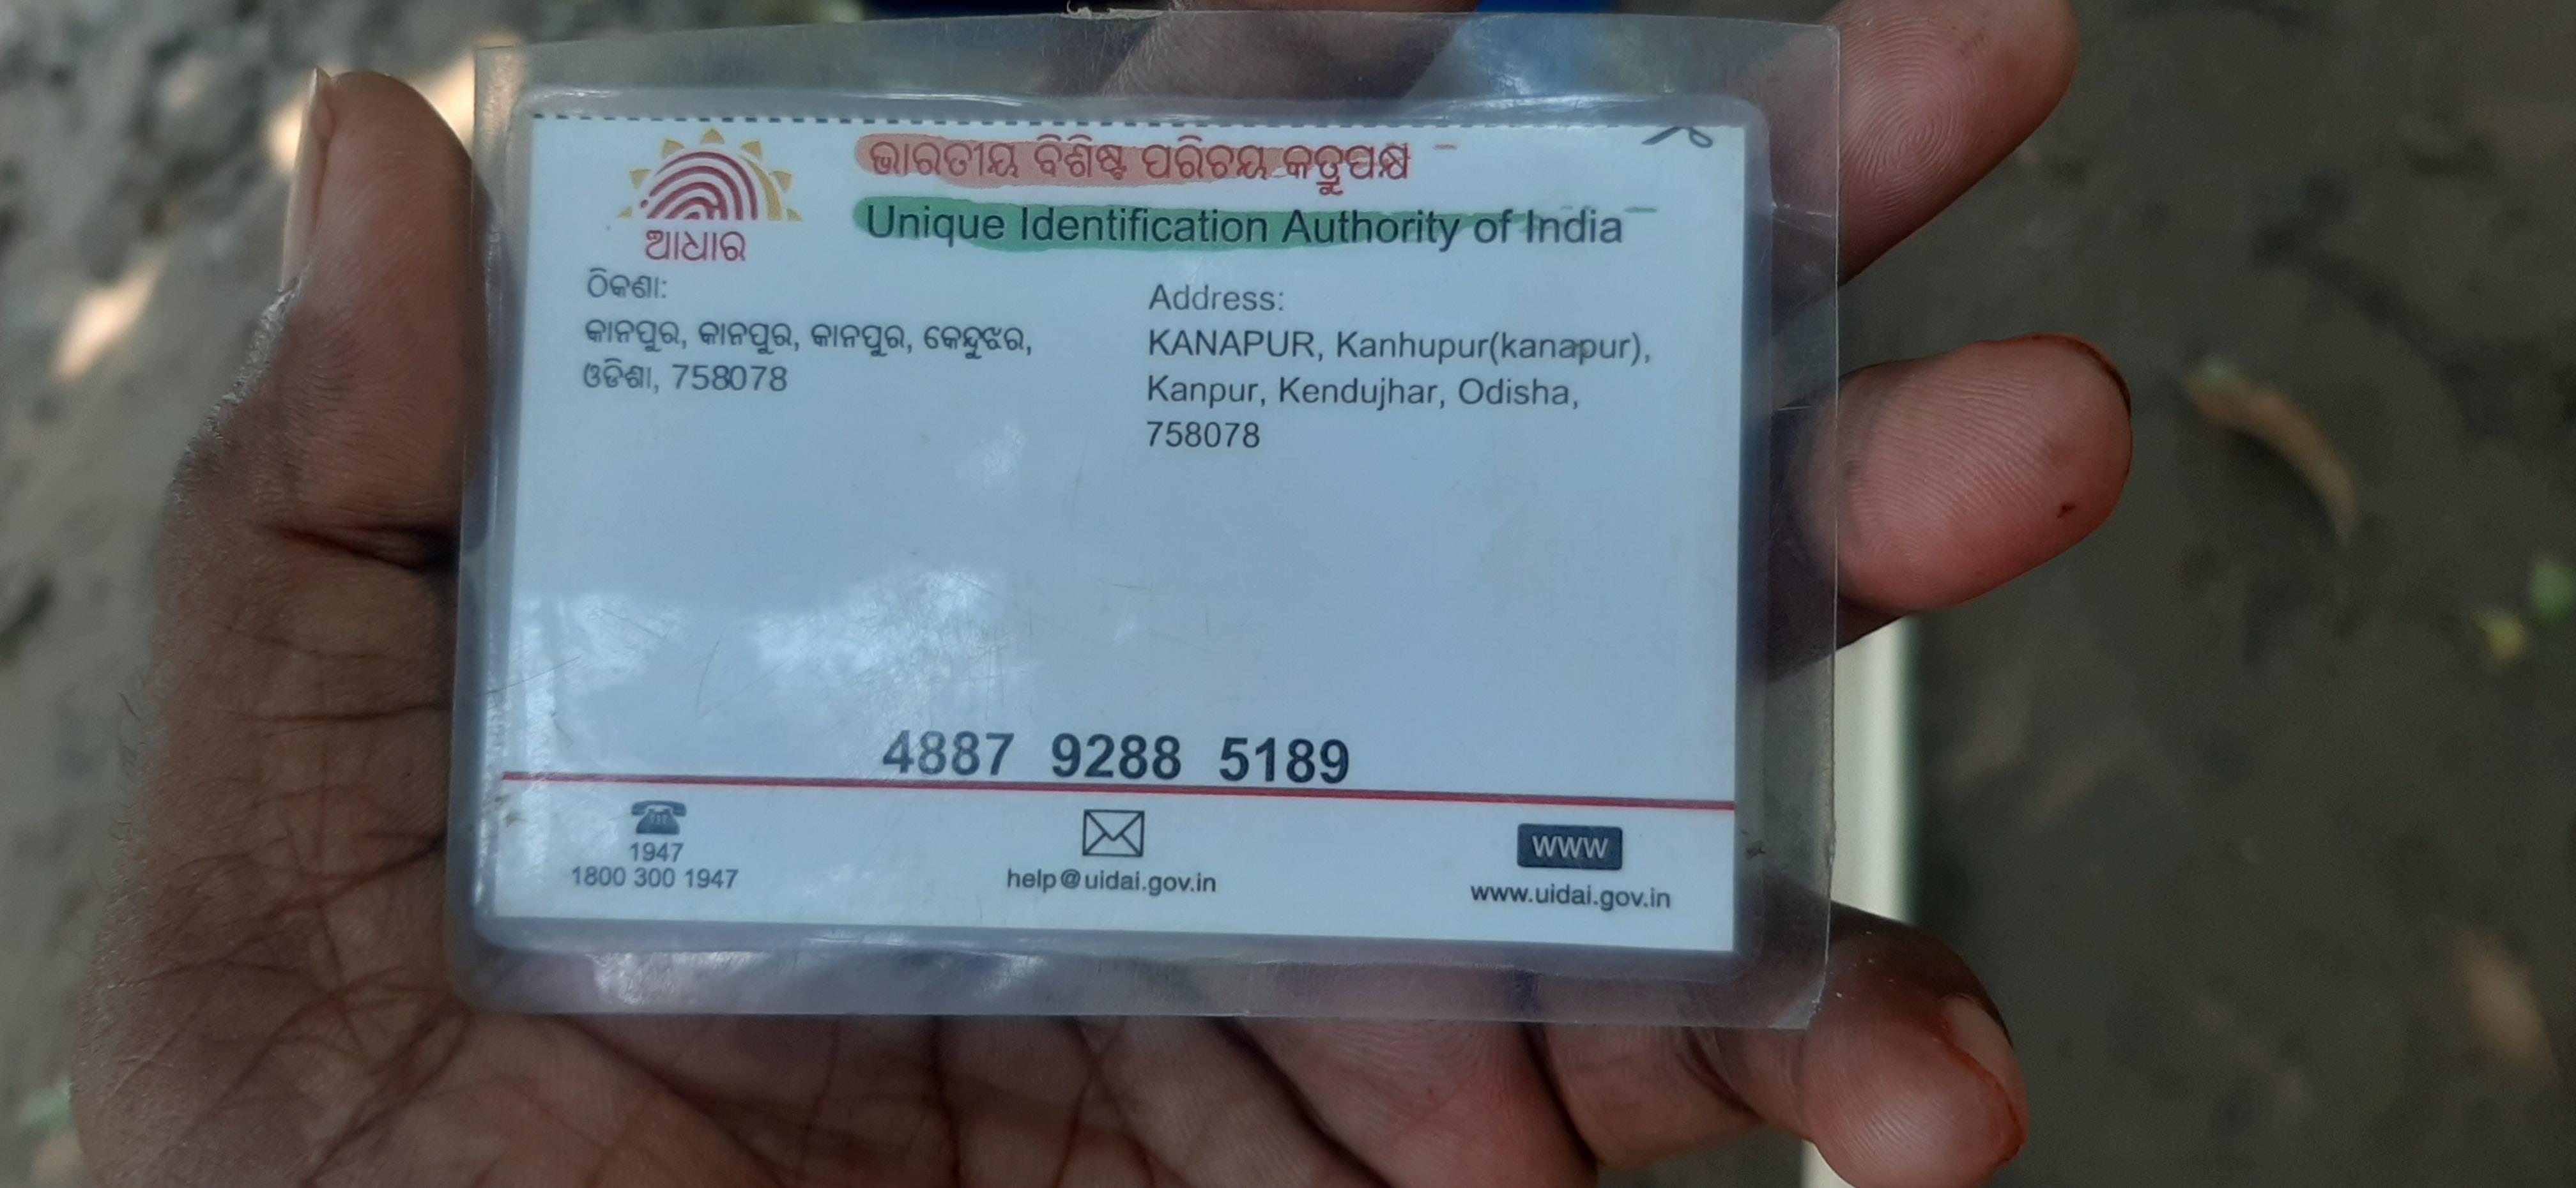 ଭାରତୀୟ ବିଶିଷ୍ଟ ପରିଚୟ କର୍ତ୍ତୃପକ୍ଷ
Unique Identification Authority of India
ଆଧାର
ଠିକଣା:
କାନପୁର, କାନପୁର, କାନପୁର, କେନ୍ଦୁଝର,
ଓଡିଶା, 758078
Address:
KANAPUR, Kanhupur(kanapur),
Kanpur, Kendujhar, Odisha,
758078
4887 9288 5189
1947
1800 300 1947
help@uidai.gov.in
www
www.uidai.gov.in